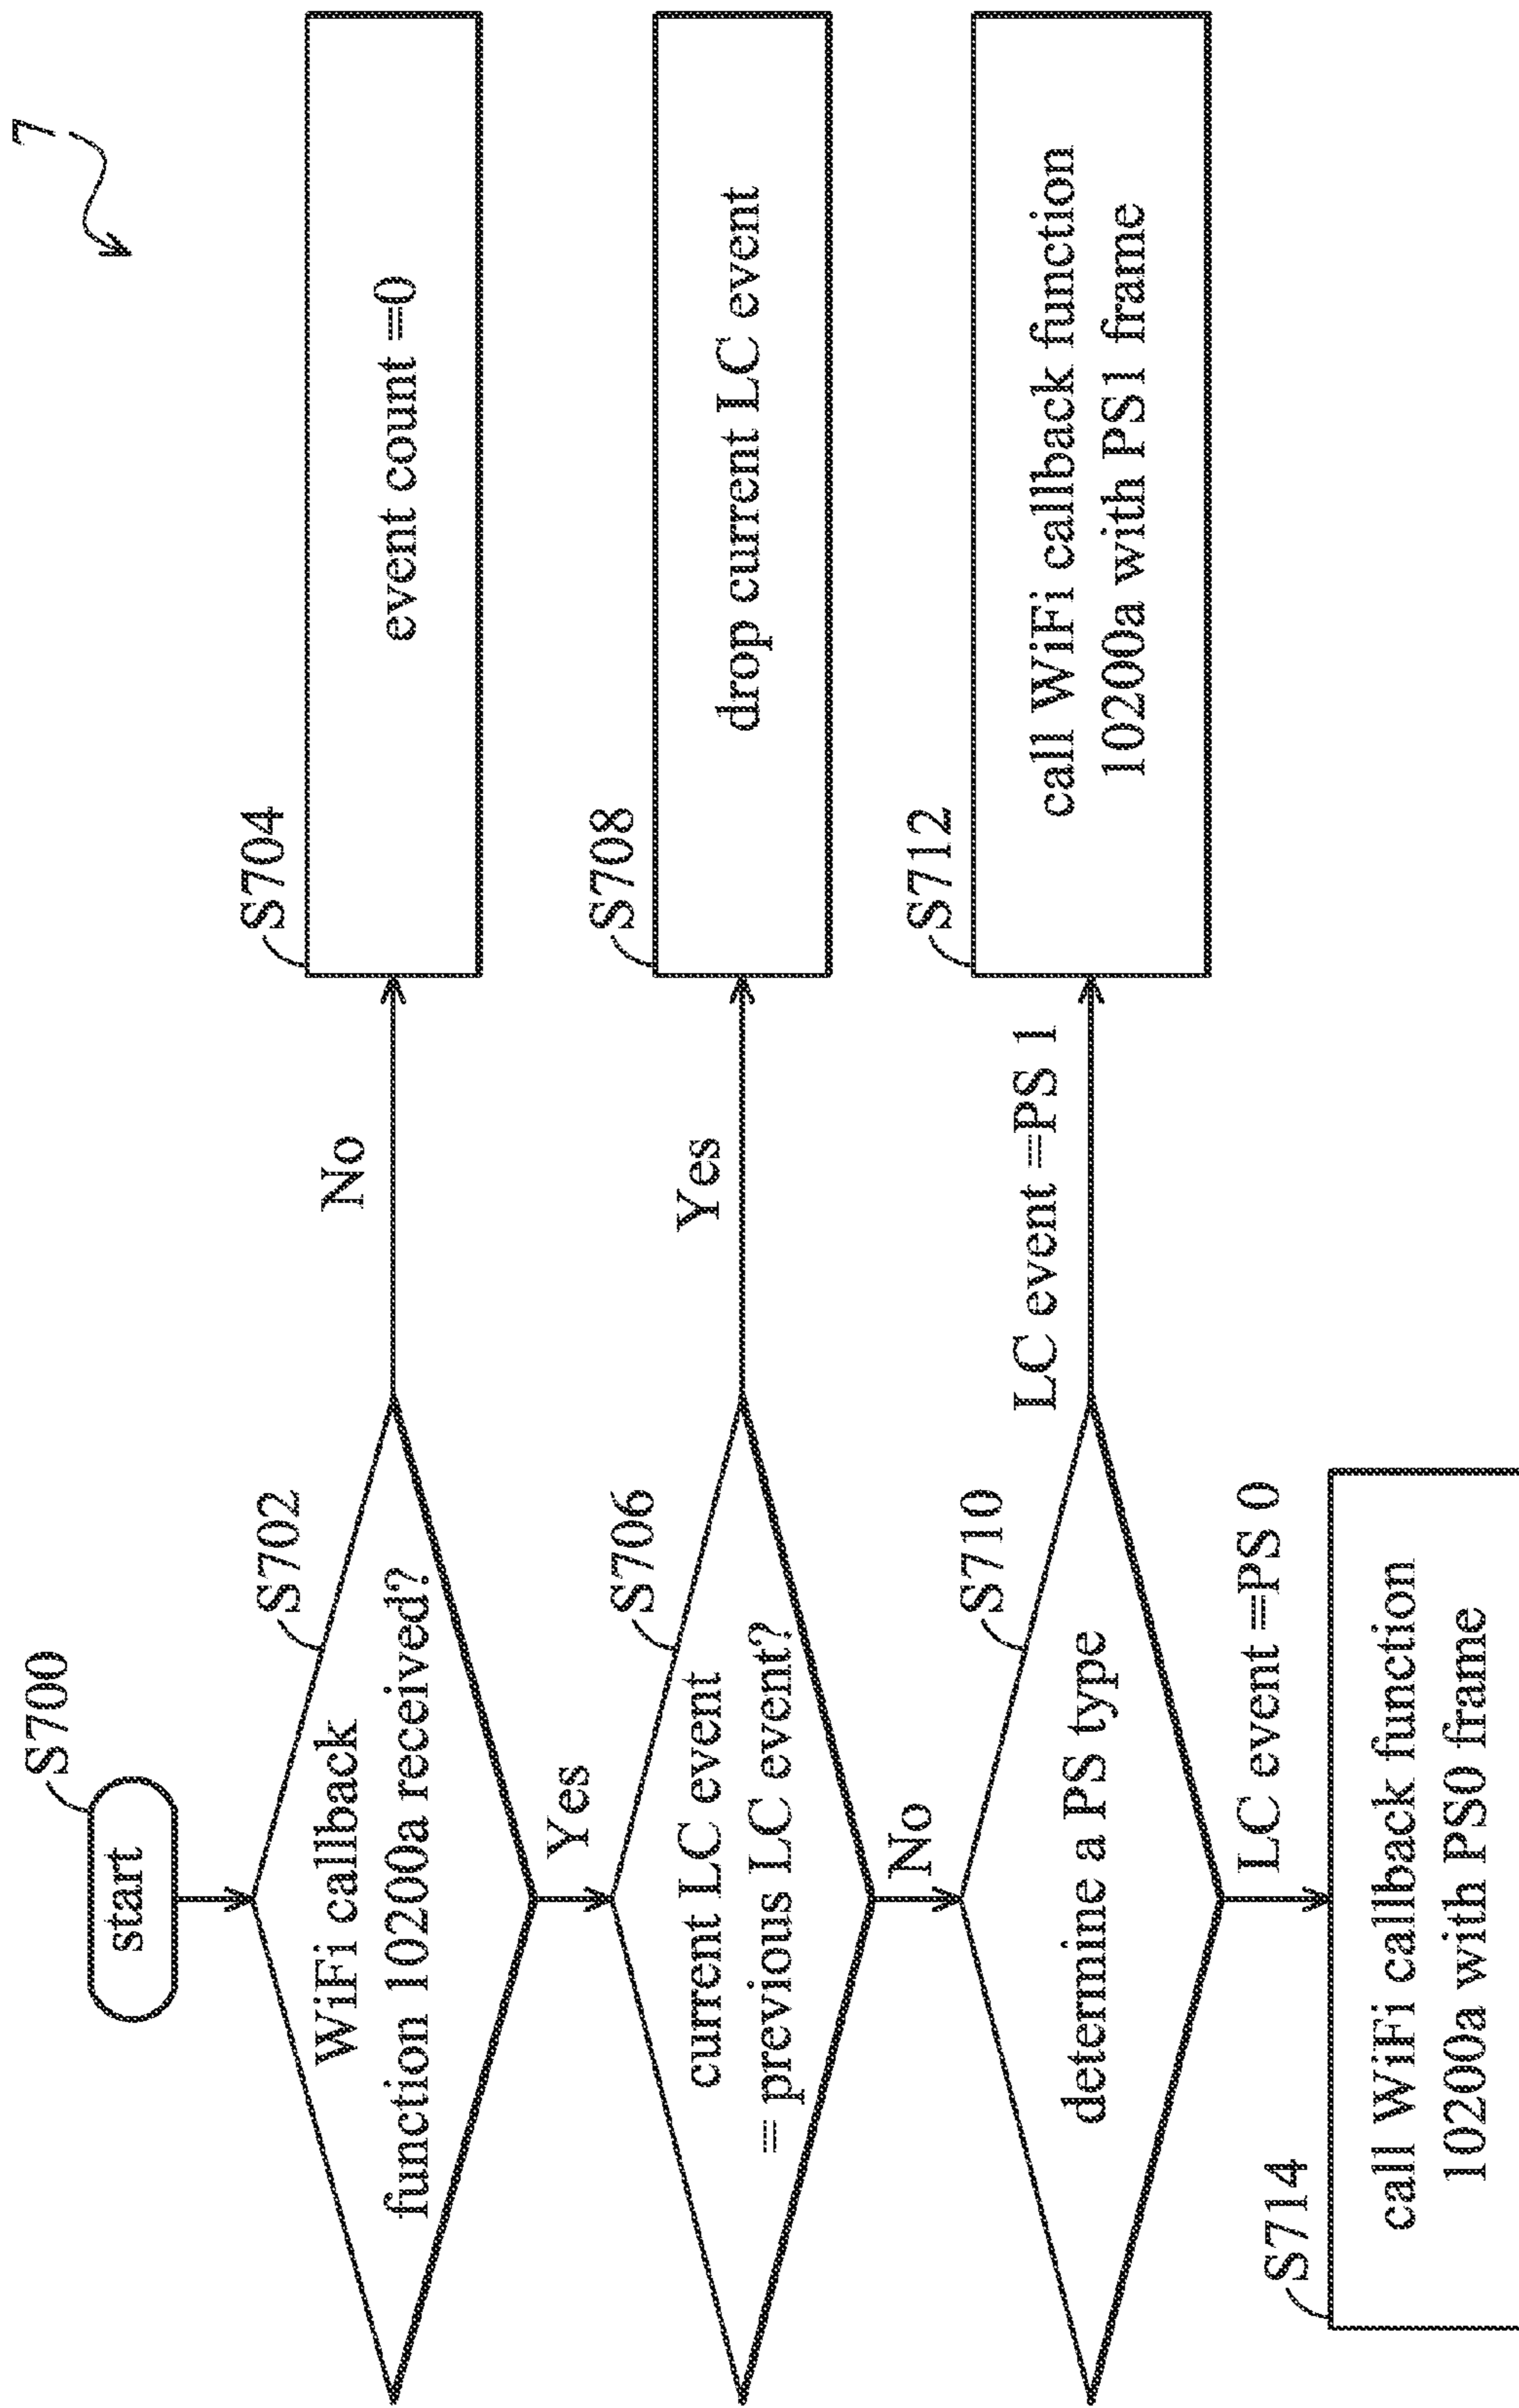 7
S700
start
S702
WiFi callback
function 10200a received?
No
S704
event count =0
Yes
S706
current LC event
= previous LC event?
Yes
S708
drop current LC event
No
S710
determine a PS type
LC event =PS 1
S712
call WiFi callback function
10200a with PS1 frame
LC event =PS 0
S714
call WiFi callback function
10200a with PS0 frame